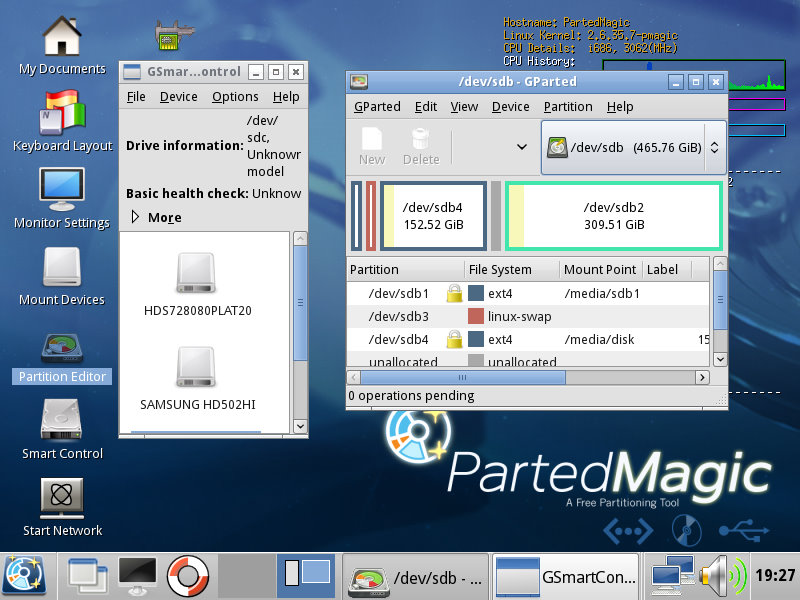 Hostname: PartedMagic
Linux Kernel: 2.6.35.7-pmagic
CPU Details: i686, 3062(MHz)
CPU History:
My Documents
Keyboard Layout
Monitor Settings
Mount Devices
Partition Editor
Smart Control
Start Network
GSmar...ontrol
File Device Options Help
Drive information: /dev/
sdc,
Unknowr
model
Basic health check: Unknow
More
HDS728080PLAT20
SAMSUNG HD502HI
/dev/sdb - GParted
GParted Edit View Device Partition Help
New Delete /dev/sdb (465.76 GiB)
/dev/sdb4
152.52 GiB
/dev/sdb2
309.51 GiB
Partition File System Mount Point Label
/dev/sdb1 ext4 /media/sdb1
/dev/sdb3 linux-swap
/dev/sdb4 ext4 /media/disk 15
unallocated unallocated
0 operations pending
2
PartedMagic
A Free Partitioning Tool
/dev/sdb - ...
GSmartCon...
19:27